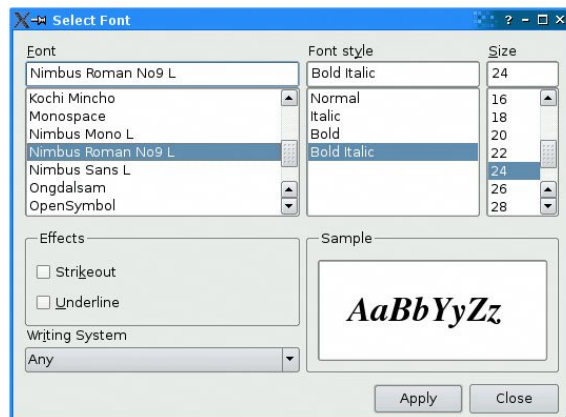 Select Font
Font
Nimbus Roman No9 L
Kochi Mincho
Monospace
Nimbus Mono L
Nimbus Roman No9 L
Nimbus Sans L
Ongdalsam
OpenSymbol
Font style
Bold Italic
Normal
Italic
Bold
Bold Italic
Size
24
16
18
20
22
24
26
28
Effects
Strikeout
Underline
Sample
AaBbYyZz
Writing System
Any
Apply
Close